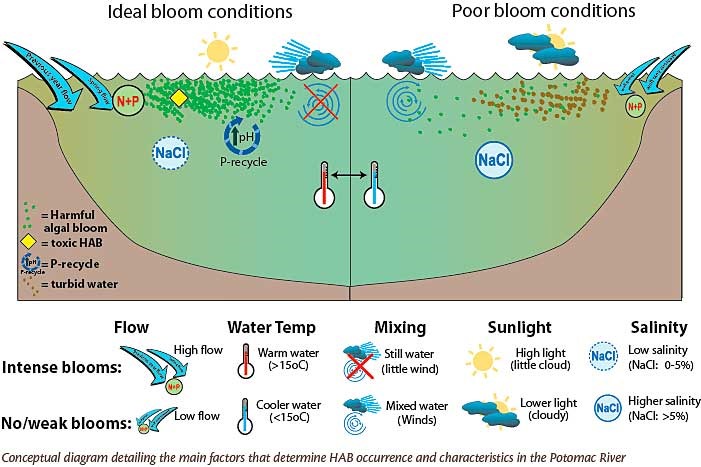 Ideal bloom conditions
Poor bloom conditions
Previous year flow
Spring flow
N+P
NaCl
pH
P-recycle
NaCl
N+P
= Harmful
algal bloom
= toxic HAB
pH
P-recycle
= P-recycle
= turbid water
Flow
Water Temp
Mixing
Sunlight
Salinity
Intense blooms:
N+P
High flow
Warm water
(>15oC)
Still water
(little wind)
High light
(little cloud)
NaCl
Low salinity
(NaCl: 0-5%)
No/weak blooms:
N+P
Low flow
Cooler water
(<15oC)
Mixed water
(Winds)
Lower light
(cloudy)
NaCl
Higher salinity
(NaCl: >5%)
Conceptual diagram detailing the main factors that determine HAB occurrence and characteristics in the Potomac River